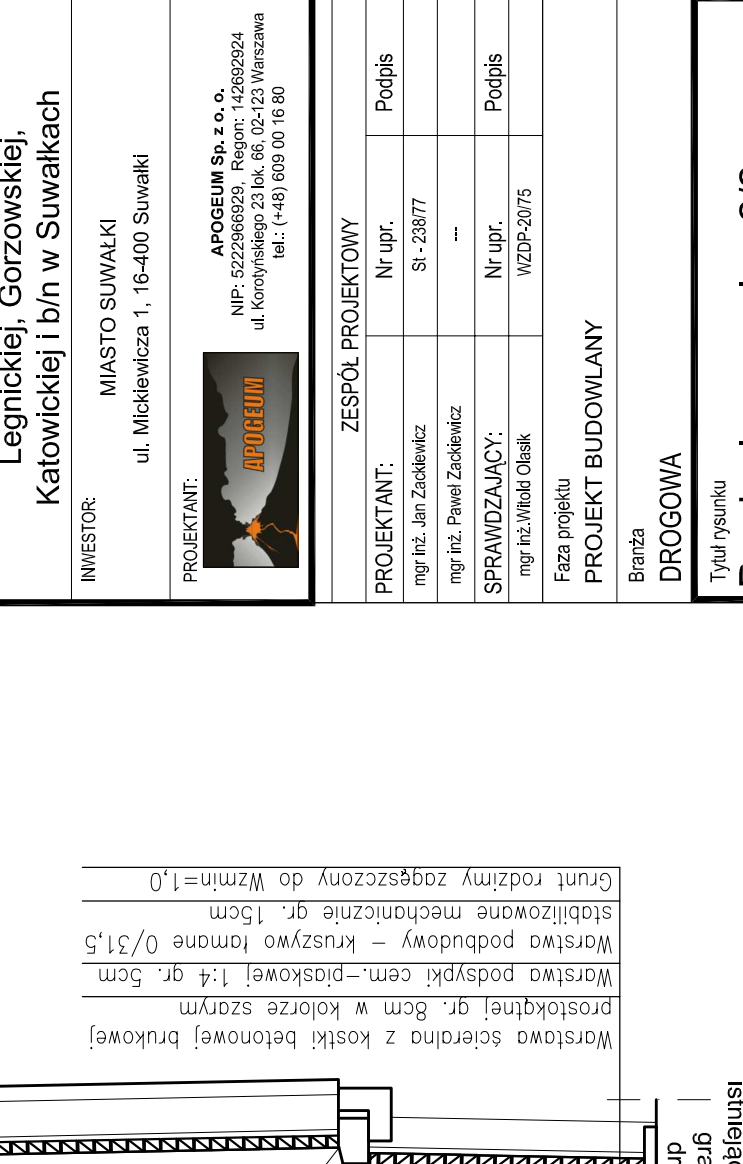 Legnickiej, Gorzowskiej,
Katowickiej i b/n w Suwałkach
INWESTOR:
MIASTO SUWAŁKI
ul. Mickiewicza 1, 16-400 Suwałki
PROJEKTANT:
APOGEUM
APOGEUM Sp. z o. o.
NIP: 5222966929, Regon: 142692924
ul. Korotyńskiego 23 lok. 66, 02-123 Warszawa
tel.: (+48) 609 00 16 80
ZESPÓŁ PROJEKTOWY
PROJEKTANT: Nr upr. Podpis
mgr inż. Jan Zackiewicz St - 238/77
mgr inż. Paweł Zackiewicz ---
SPRAWDZAJĄCY: Nr upr. Podpis
mgr inż.Witold Olasik WZDP-20/75
Faza projektu
PROJEKT BUDOWLANY
Branża
DROGOWA
Tytuł rysunku
Warstawa ścieralna z kostki betonowej brukowej
prostokątnej gr. 8cm w kolorze szarym
Warstwa podsypki cem.-piaskowej 1:4 gr. 5cm
Warstwa podbudowy - kruszywo łamane 0/31,5
stabilizowane mechanicznie gr. 15cm
Grunt rodzimy zagęszczony do Wzmin=1,0